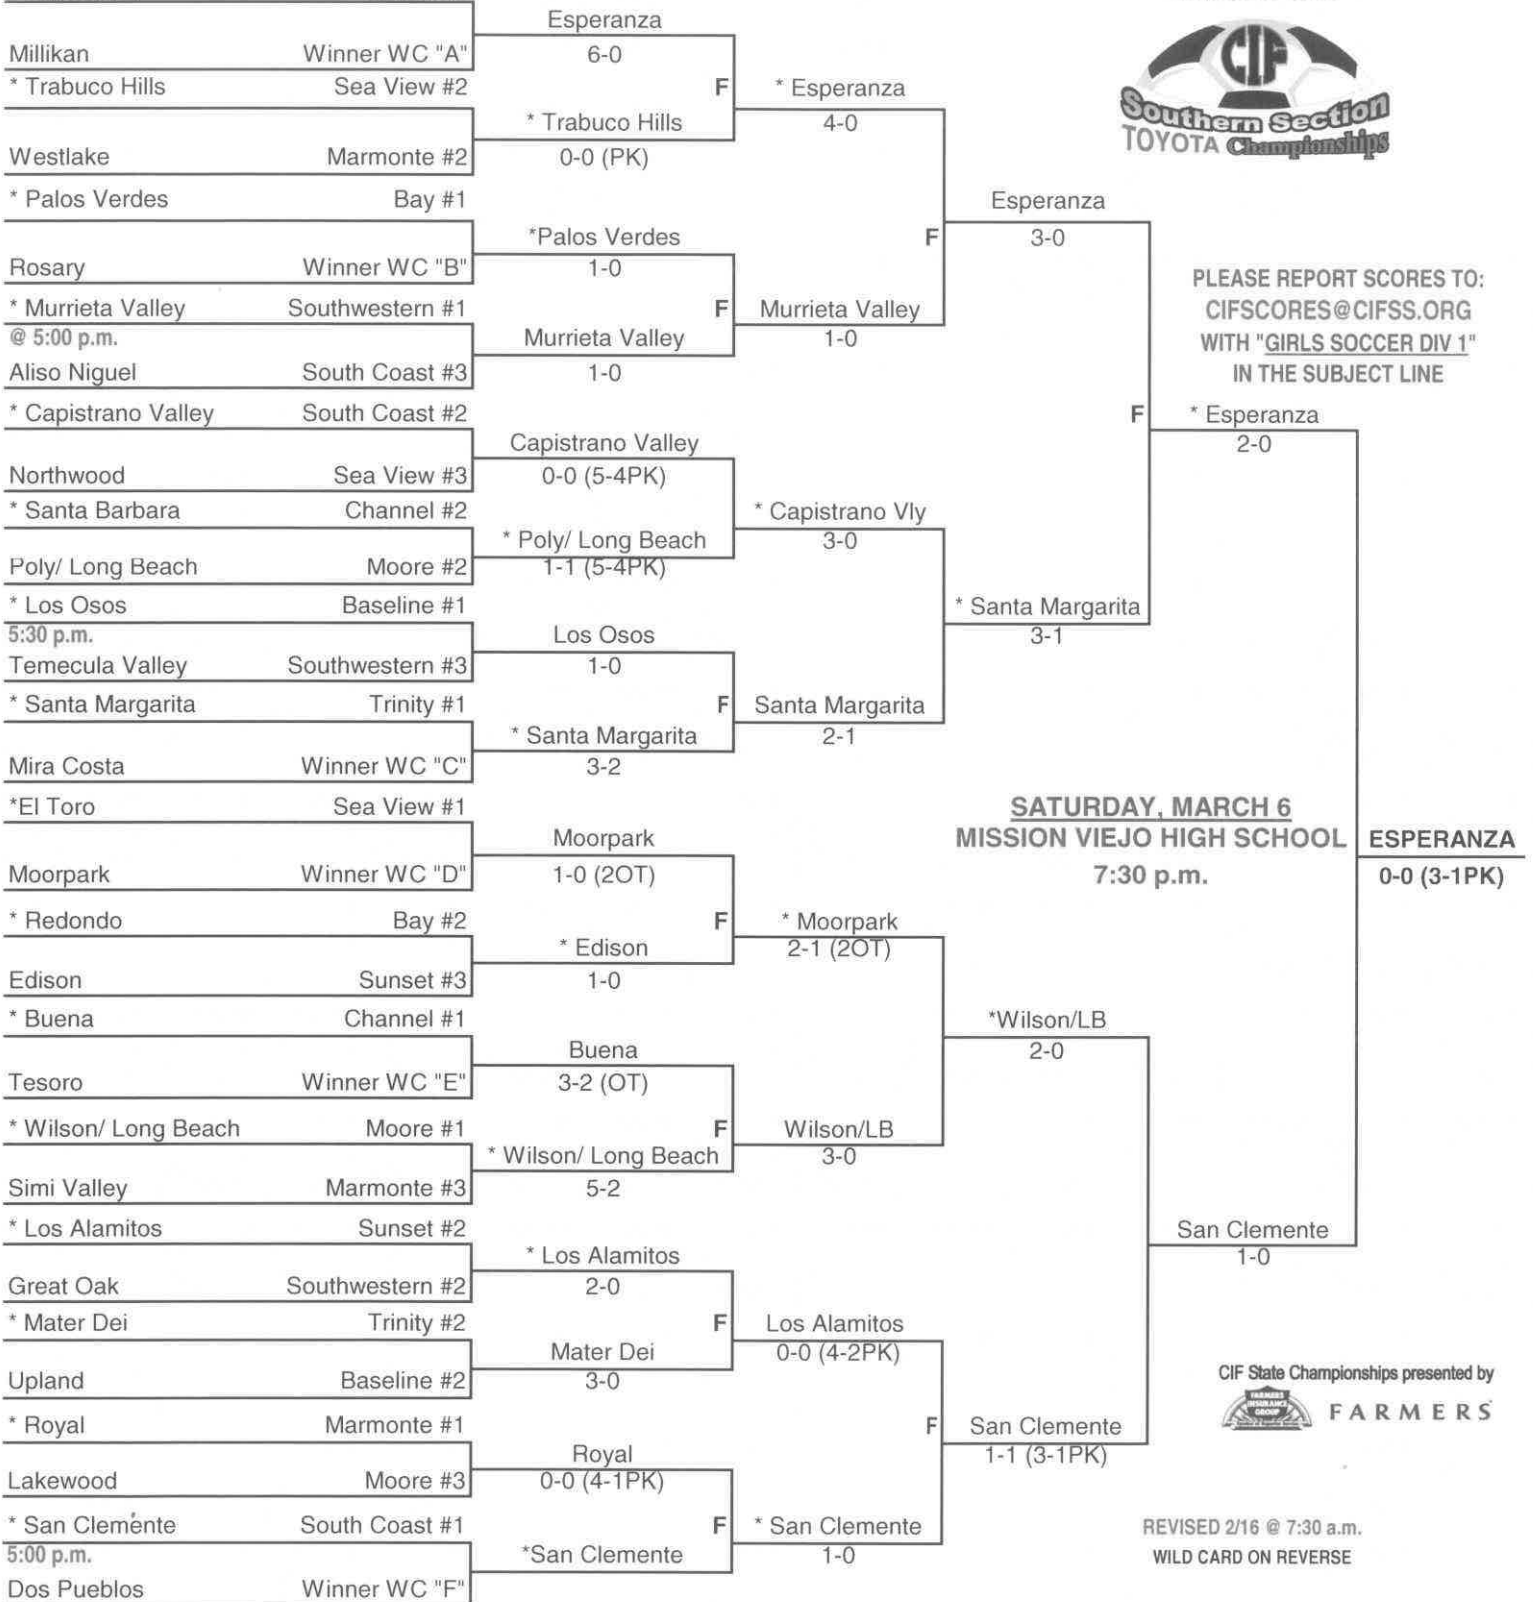 Millikan Winner WC "A"
* Trabuco Hills Sea View #2
Westlake Marmonte #2
* Palos Verdes Bay #1
Rosary Winner WC "B"
* Murrieta Valley Southwestern #1
@ 5:00 p.m.
Aliso Niguel South Coast #3
* Capistrano Valley South Coast #2
Northwood Sea View #3
* Santa Barbara Channel #2
Poly/ Long Beach Moore #2
* Los Osos Baseline #1
5:30 p.m.
Temecula Valley Southwestern #3
* Santa Margarita Trinity #1
Mira Costa Winner WC "C"
*El Toro Sea View #1
Moorpark Winner WC "D"
* Redondo Bay #2
Edison Sunset #3
* Buena Channel #1
Tesoro Winner WC "E"
* Wilson/ Long Beach Moore #1
Simi Valley Marmonte #3
* Los Alamitos Sunset #2
Great Oak Southwestern #2
* Mater Dei Trinity #2
Upland Baseline #2
* Royal Marmonte #1
Lakewood Moore #3
* San Clemente South Coast #1
5:00 p.m.
Dos Pueblos Winner WC "F"
Esperanza
6-0
F
* Trabuco Hills
0-0 (PK)
*Palos Verdes
1-0
F
Murrieta Valley
1-0
Capistrano Valley
0-0 (5-4PK)
* Poly/ Long Beach
1-1 (5-4PK)
Los Osos
1-0
F
* Santa Margarita
3-2
Moorpark
1-0 (2OT)
F
* Edison
1-0
Buena
3-2 (OT)
F
* Wilson/ Long Beach
5-2
* Los Alamitos
2-0
F
Mater Dei
3-0
Royal
0-0 (4-1PK)
F
*San Clemente
* Esperanza
4-0
F
Murrieta Valley
1-0
* Capistrano Vly
3-0
Santa Margarita
2-1
* Moorpark
2-1 (2OT)
Wilson/LB
3-0
Los Alamitos
0-0 (4-2PK)
F
* San Clemente
1-0
Esperanza
3-0
F
* Santa Margarita
3-1
*Wilson/LB
2-0
San Clemente
1-1 (3-1PK)
* Esperanza
2-0
San Clemente
1-0
CIF
Southern Section
TOYOTA Championships
PLEASE REPORT SCORES TO:
CIFSCORES@CIFSS.ORG
WITH "GIRLS SOCCER DIV 1"
IN THE SUBJECT LINE
SATURDAY, MARCH 6
MISSION VIEJO HIGH SCHOOL
7:30 p.m.
ESPERANZA
0-0 (3-1PK)
CIF State Championships presented by
FARMERS
INSURANCE
GROUP
FARMERS
REVISED 2/16 @ 7:30 a.m.
WILD CARD ON REVERSE